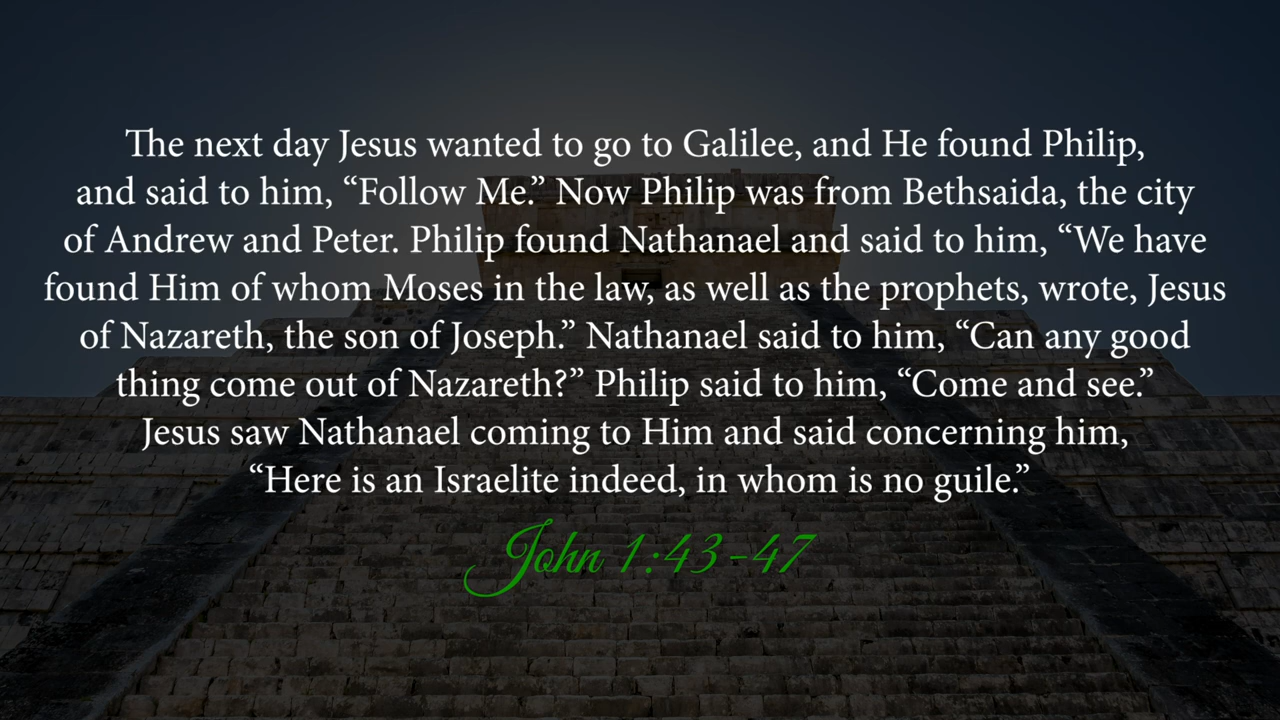 The next day Jesus wanted to go to Galilee, and He found Philip,
and said to him, “Follow Me.” Now Philip was from Bethsaida, the city
of Andrew and Peter. Philip found Nathanael and said to him, “We have
found Him of whom Moses in the law, as well as the prophets, wrote, Jesus
of Nazareth, the son of Joseph.” Nathanael said to him, “Can any good
thing come out of Nazareth?” Philip said to him, “Come and see.”
Jesus saw Nathanael coming to Him and said concerning him,
“Here is an Israelite indeed, in whom is no guile.”
John 1:43-47